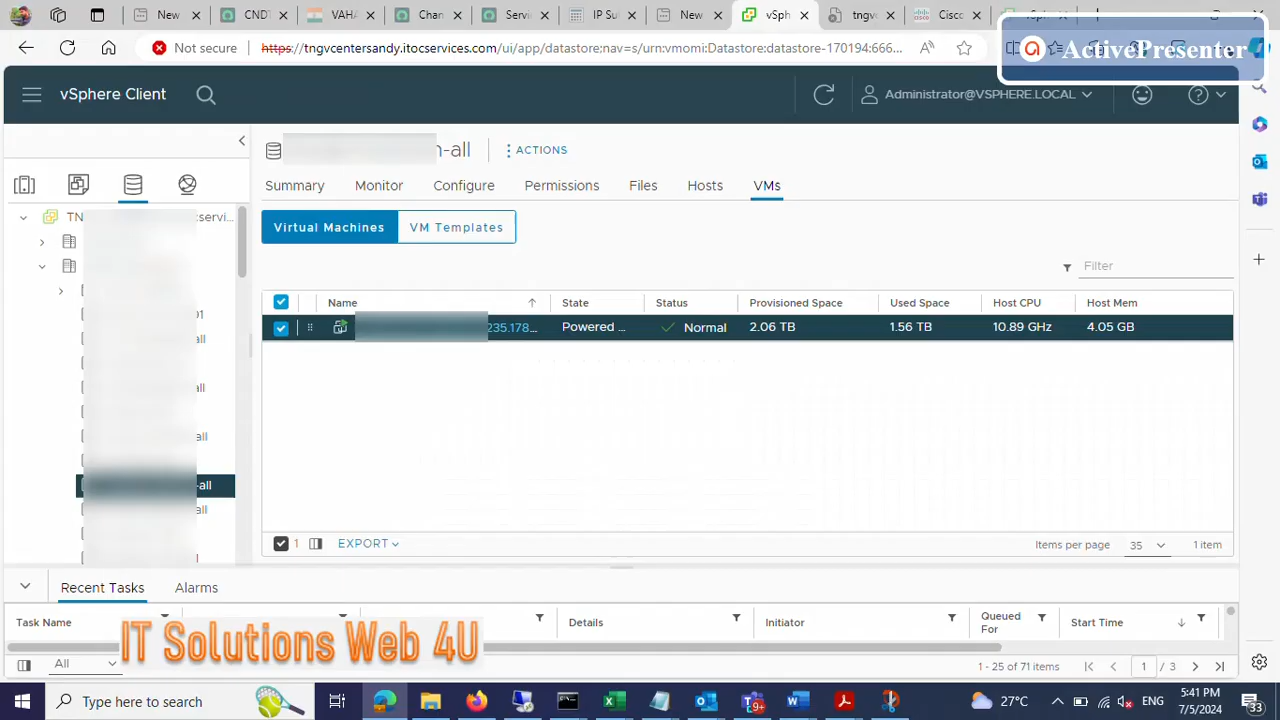 New
CNDT
VAHA
Chan
Servi
IP Su
New
vSph
tngv
Cisco
ActivePresenter
Not secure
https://tngvcentersandy.itocservices.com/ui/app/datastore;nav=s/urn:vmomi:Datastore:datastore-170194:666...
vSphere Client
Administrator@VSPHERE.LOCAL
-all
ACTIONS
Summary Monitor Configure Permissions Files Hosts VMs
TN
cservi...
Virtual Machines VM Templates
Filter
Name State Status Provisioned Space Used Space Host CPU Host Mem
235.178... Powered ... Normal 2.06 TB 1.56 TB 10.89 GHz 4.05 GB
01
all
all
all
-all
all
1 EXPORT
Items per page 35 1 item
Recent Tasks Alarms
Task Name Details Initiator Queued For Start Time
IT Solutions Web 4U
All
1 - 25 of 71 items 1 / 3
Type here to search
27°C
ENG
5:41 PM
7/5/2024
33